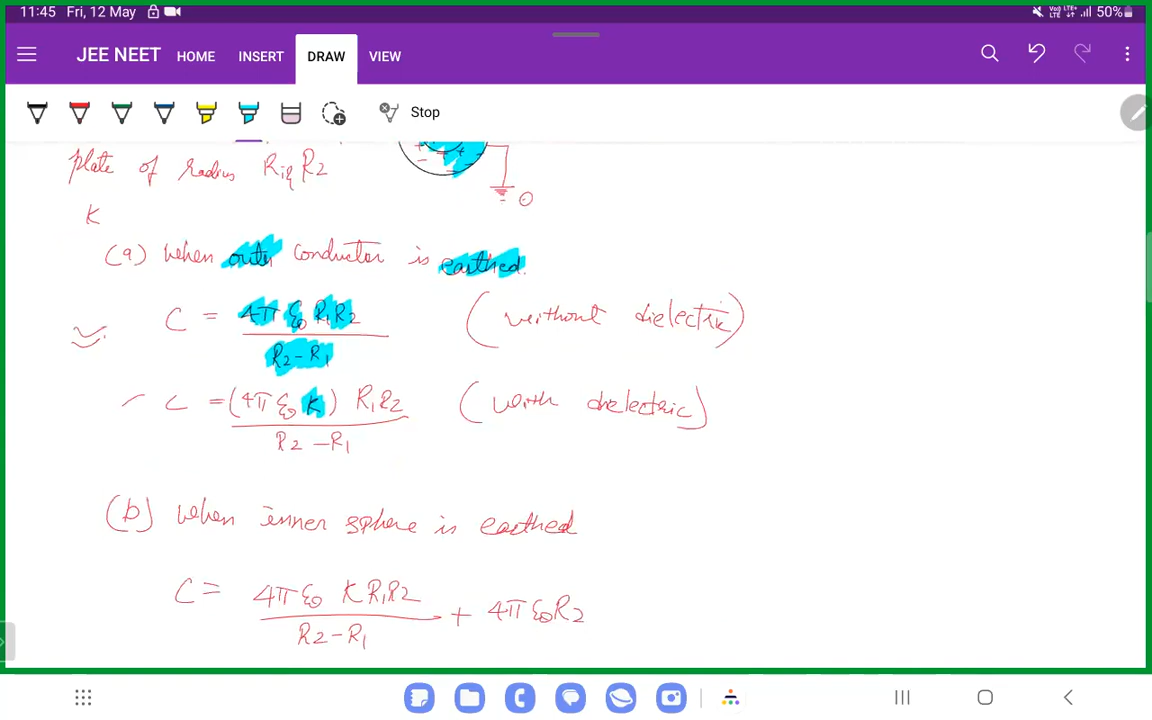 11:45 Fri, 12 May 50%
JEE NEET HOME INSERT DRAW VIEW
Stop
plate of radius R1 & R2
0
K
(a) when outer conductor is earthed.
C = 4π ε0 R1R2 / R2 - R1 (without dielectric)
C = (4π ε0 K) R1R2 / R2 - R1 (with dielectric)
(b) when inner sphere is earthed
C = 4π ε0 K R1R2 / R2 - R1 + 4π ε0 R2